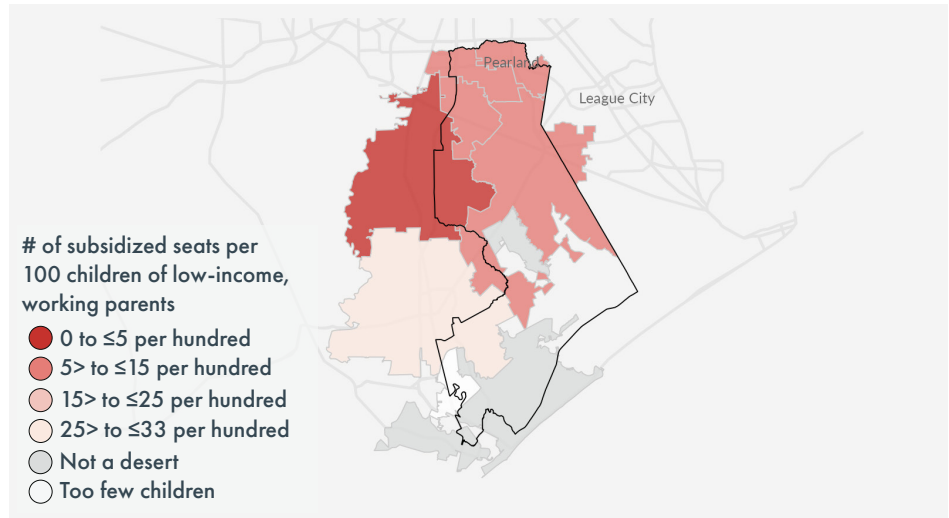 Pearland
League City
# of subsidized seats per
100 children of low-income,
working parents
0 to ≤5 per hundred
5> to ≤15 per hundred
15> to ≤25 per hundred
25> to ≤33 per hundred
Not a desert
Too few children